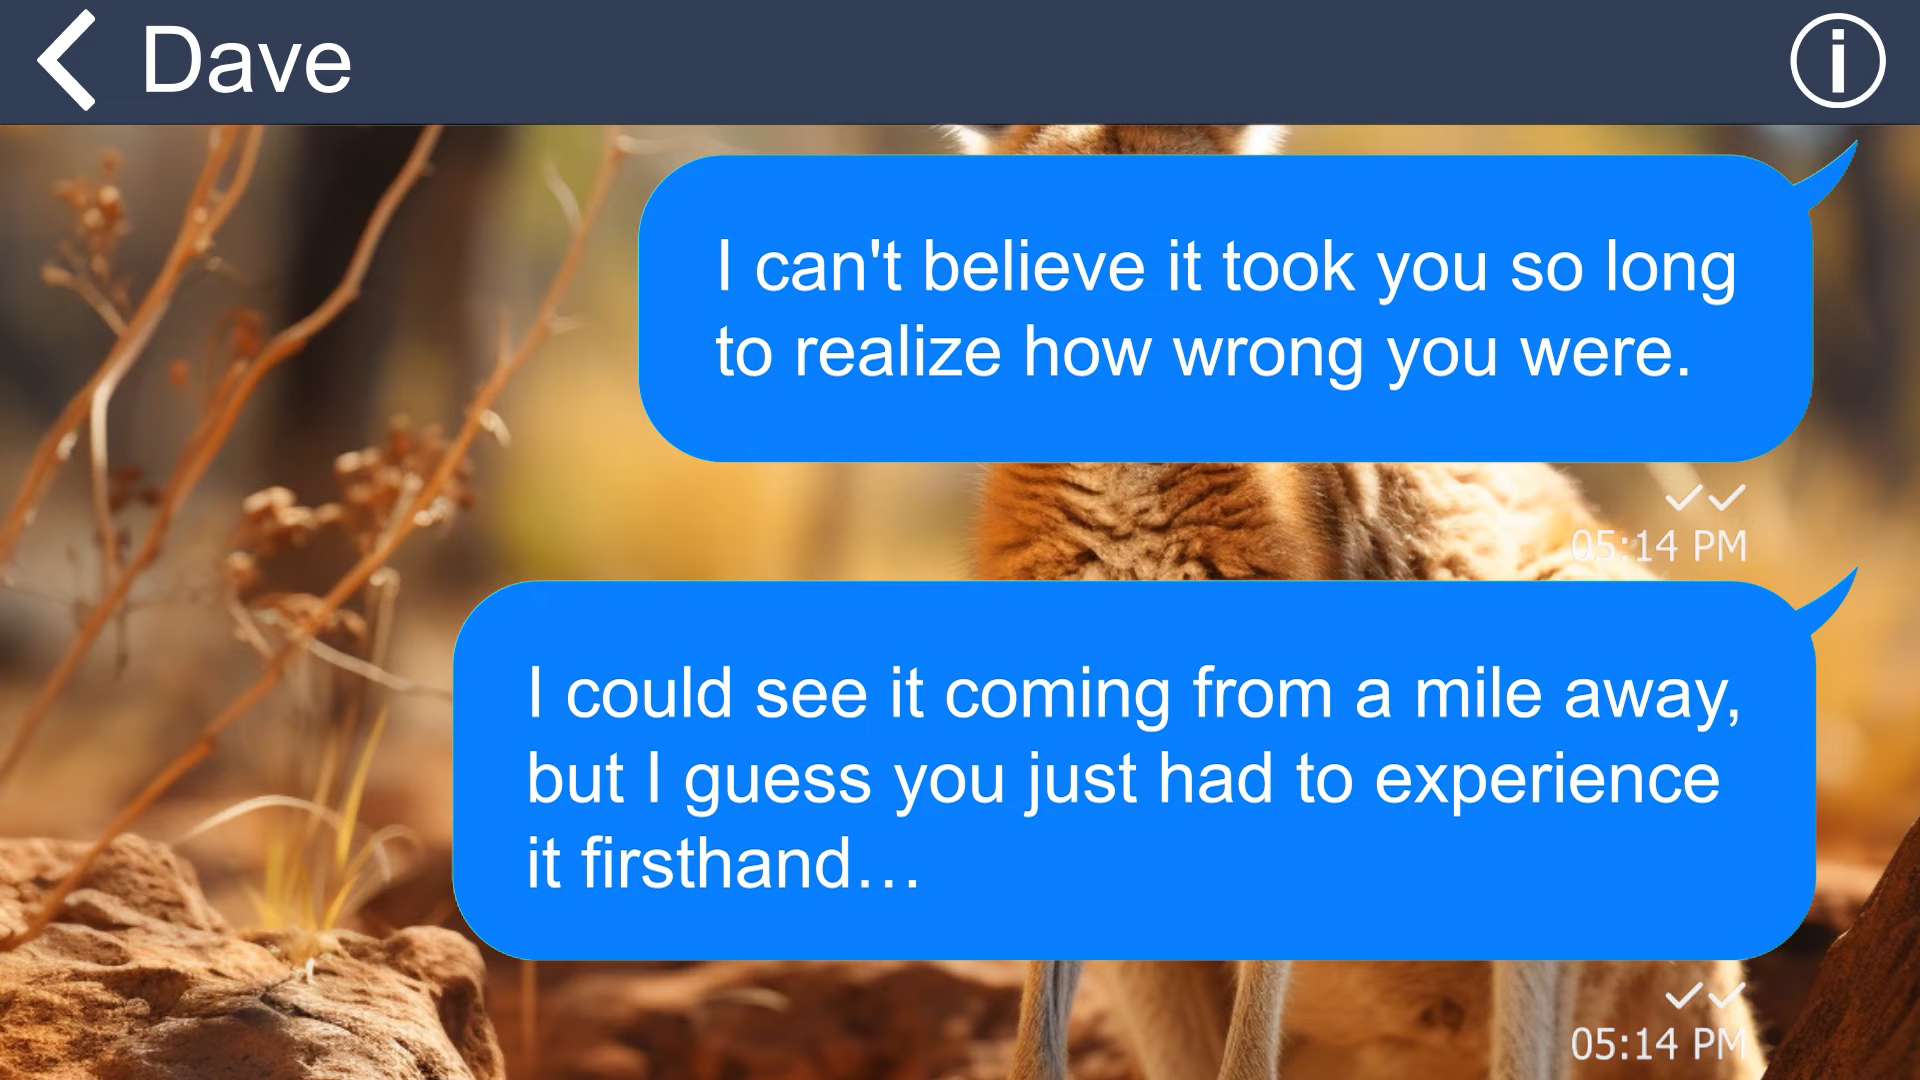 Dave
I can't believe it took you so long
to realize how wrong you were.
05:14 PM
I could see it coming from a mile away,
but I guess you just had to experience
it firsthand…
05:14 PM